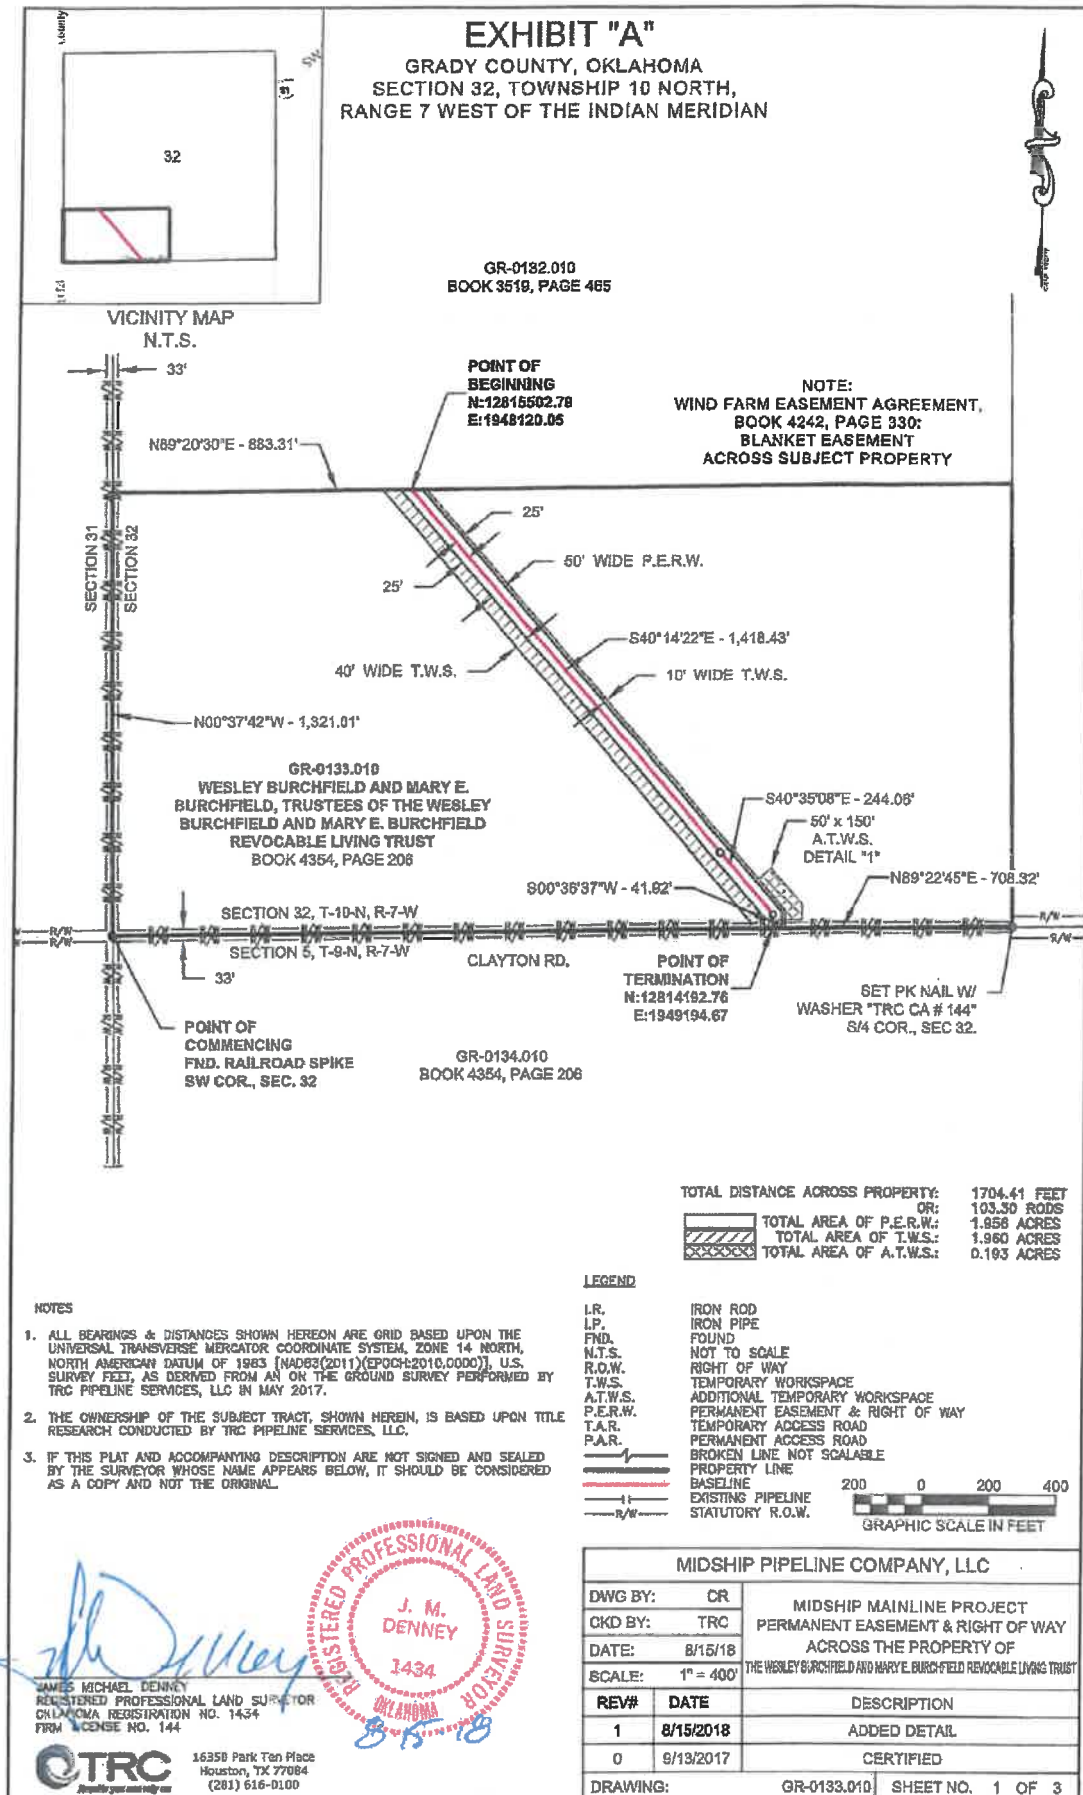 EXHIBIT "A"
GRADY COUNTY, OKLAHOMA
SECTION 32, TOWNSHIP 10 NORTH,
RANGE 7 WEST OF THE INDIAN MERIDIAN
County
32
VICINITY MAP
N.T.S.
GR-0132.010
BOOK 3519, PAGE 465
33'
POINT OF
BEGINNING
N:12815502.78
E:1948120.05
NOTE:
WIND FARM EASEMENT AGREEMENT,
BOOK 4242, PAGE 330:
BLANKET EASEMENT
ACROSS SUBJECT PROPERTY
N89°20'30"E - 883.31'
SECTION 31
SECTION 32
25'
50' WIDE P.E.R.W.
25'
S40°14'22"E - 1,418.43'
40' WIDE T.W.S.
10' WIDE T.W.S.
N00°37'42"W - 1,321.01'
GR-0133.010
WESLEY BURCHFIELD AND MARY E.
BURCHFIELD, TRUSTEES OF THE WESLEY
BURCHFIELD AND MARY E. BURCHFIELD
REVOCABLE LIVING TRUST
BOOK 4354, PAGE 206
S40°35'08"E - 244.06'
50' x 150'
A.T.W.S.
DETAIL "1"
S00°36'37"W - 41.92'
N89°22'45"E - 708.32'
SECTION 32, T-10-N, R-7-W
SECTION 5, T-9-N, R-7-W
CLAYTON RD.
R/W
R/W
33'
POINT OF
TERMINATION
N:12814192.76
E:1949194.67
SET PK NAIL W/
WASHER "TRC CA # 144"
S/4 COR., SEC 32.
POINT OF
COMMENCING
FND. RAILROAD SPIKE
SW COR., SEC. 32
GR-0134.010
BOOK 4354, PAGE 206
TOTAL DISTANCE ACROSS PROPERTY: 1704.41 FEET
OR: 103.30 RODS
TOTAL AREA OF P.E.R.W.: 1.956 ACRES
TOTAL AREA OF T.W.S.: 1.960 ACRES
TOTAL AREA OF A.T.W.S.: 0.193 ACRES
NOTES
1. ALL BEARINGS & DISTANCES SHOWN HEREON ARE GRID BASED UPON THE
UNIVERSAL TRANSVERSE MERCATOR COORDINATE SYSTEM, ZONE 14 NORTH,
NORTH AMERICAN DATUM OF 1983 [NAD83(2011)(EPOCH:2010.0000)], U.S.
SURVEY FEET, AS DERIVED FROM AN ON THE GROUND SURVEY PERFORMED BY
TRC PIPELINE SERVICES, LLC IN MAY 2017.
2. THE OWNERSHIP OF THE SUBJECT TRACT, SHOWN HEREIN, IS BASED UPON TITLE
RESEARCH CONDUCTED BY TRC PIPELINE SERVICES, LLC.
3. IF THIS PLAT AND ACCOMPANYING DESCRIPTION ARE NOT SIGNED AND SEALED
BY THE SURVEYOR WHOSE NAME APPEARS BELOW, IT SHOULD BE CONSIDERED
AS A COPY AND NOT THE ORIGINAL.
LEGEND
I.R. IRON ROD
I.P. IRON PIPE
FND. FOUND
N.T.S. NOT TO SCALE
R.O.W. RIGHT OF WAY
T.W.S. TEMPORARY WORKSPACE
A.T.W.S. ADDITIONAL TEMPORARY WORKSPACE
P.E.R.W. PERMANENT EASEMENT & RIGHT OF WAY
T.A.R. TEMPORARY ACCESS ROAD
P.A.R. PERMANENT ACCESS ROAD
BROKEN LINE NOT SCALABLE
PROPERTY LINE
BASELINE
EXISTING PIPELINE
R/W STATUTORY R.O.W.
200 0 200 400
GRAPHIC SCALE IN FEET
REGISTERED PROFESSIONAL LAND SURVEYOR
J. M.
DENNEY
1434
OKLAHOMA
8-15-18
JAMES MICHAEL DENNEY
REGISTERED PROFESSIONAL LAND SURVEYOR
OKLAHOMA REGISTRATION NO. 1434
FIRM LICENSE NO. 144
TRC
Results you can rely on
16350 Park Ten Place
Houston, TX 77084
(281) 616-0100
MIDSHIP PIPELINE COMPANY, LLC
DWG BY: CR
CKD BY: TRC
DATE: 8/15/18
SCALE: 1" = 400'
MIDSHIP MAINLINE PROJECT
PERMANENT EASEMENT & RIGHT OF WAY
ACROSS THE PROPERTY OF
THE WESLEY BURCHFIELD AND MARY E. BURCHFIELD REVOCABLE LIVING TRUST
REV# DATE DESCRIPTION
1 8/15/2018 ADDED DETAIL
0 9/13/2017 CERTIFIED
DRAWING: GR-0133.010 SHEET NO. 1 OF 3